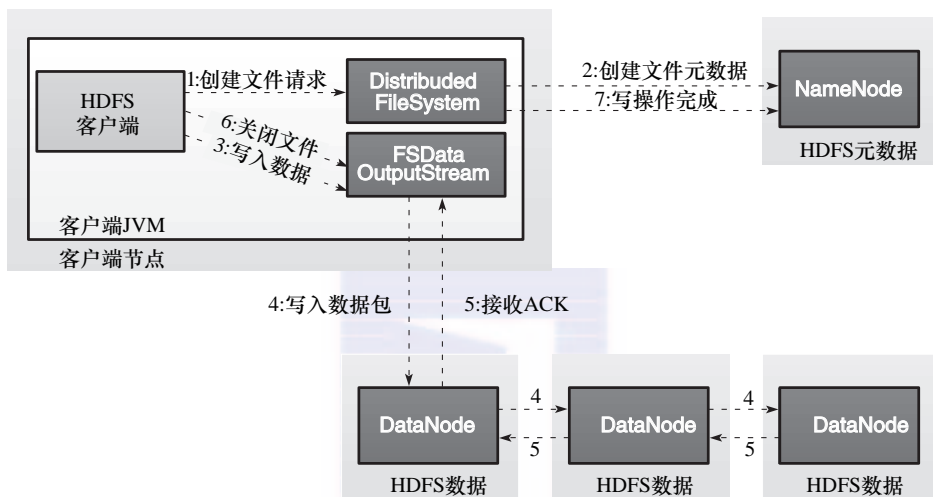 1:创建文件请求
HDFS
客户端
Distribuded
FileSystem
2:创建文件元数据
7:写操作完成
NameNode
HDFS元数据
6:关闭文件
3:写入数据
FSData
OutputStream
客户端JVM
客户端节点
4:写入数据包
5:接收ACK
DataNode
4
5
DataNode
4
5
DataNode
HDFS数据
HDFS数据
HDFS数据